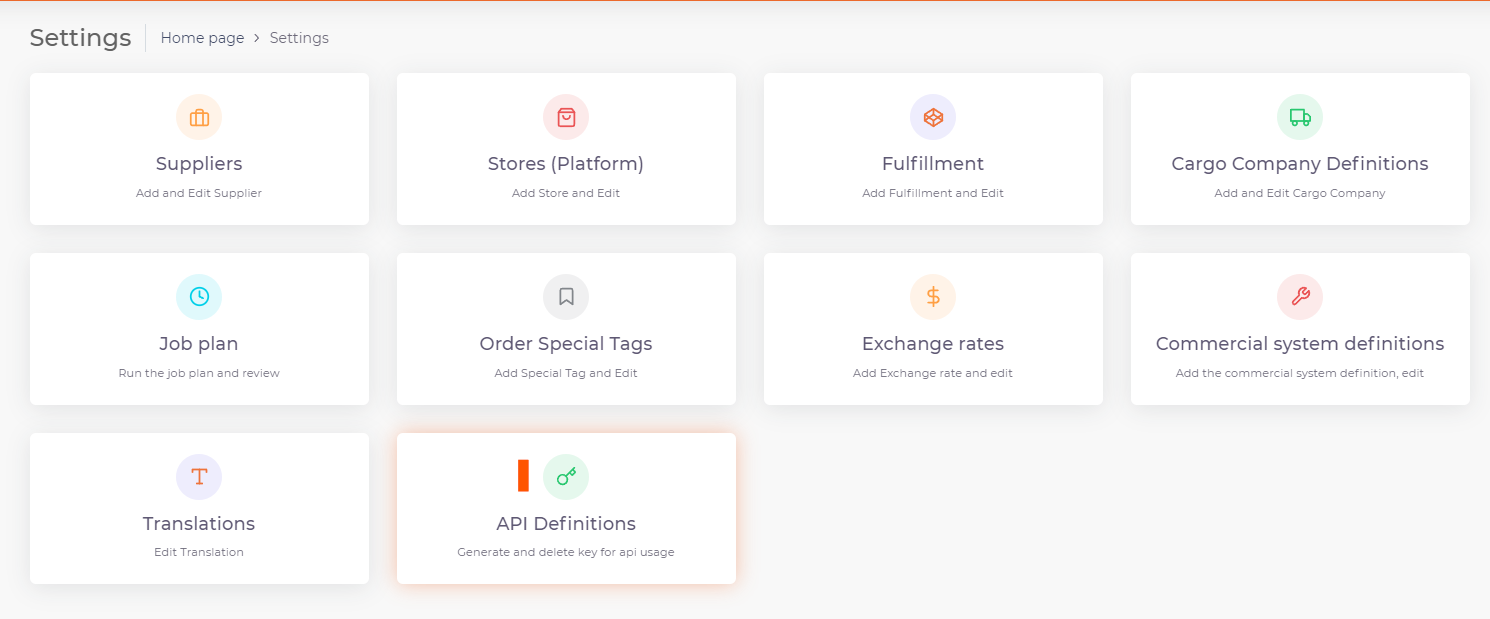 Settings
Home page > Settings
Suppliers
Add and Edit Supplier
Stores (Platform)
Add Store and Edit
Fulfillment
Add Fulfillment and Edit
Cargo Company Definitions
Add and Edit Cargo Company
Job plan
Run the job plan and review
Order Special Tags
Add Special Tag and Edit
Exchange rates
Add Exchange rate and edit
Commercial system definitions
Add the commercial system definition, edit
Translations
Edit Translation
API Definitions
Generate and delete key for api usage